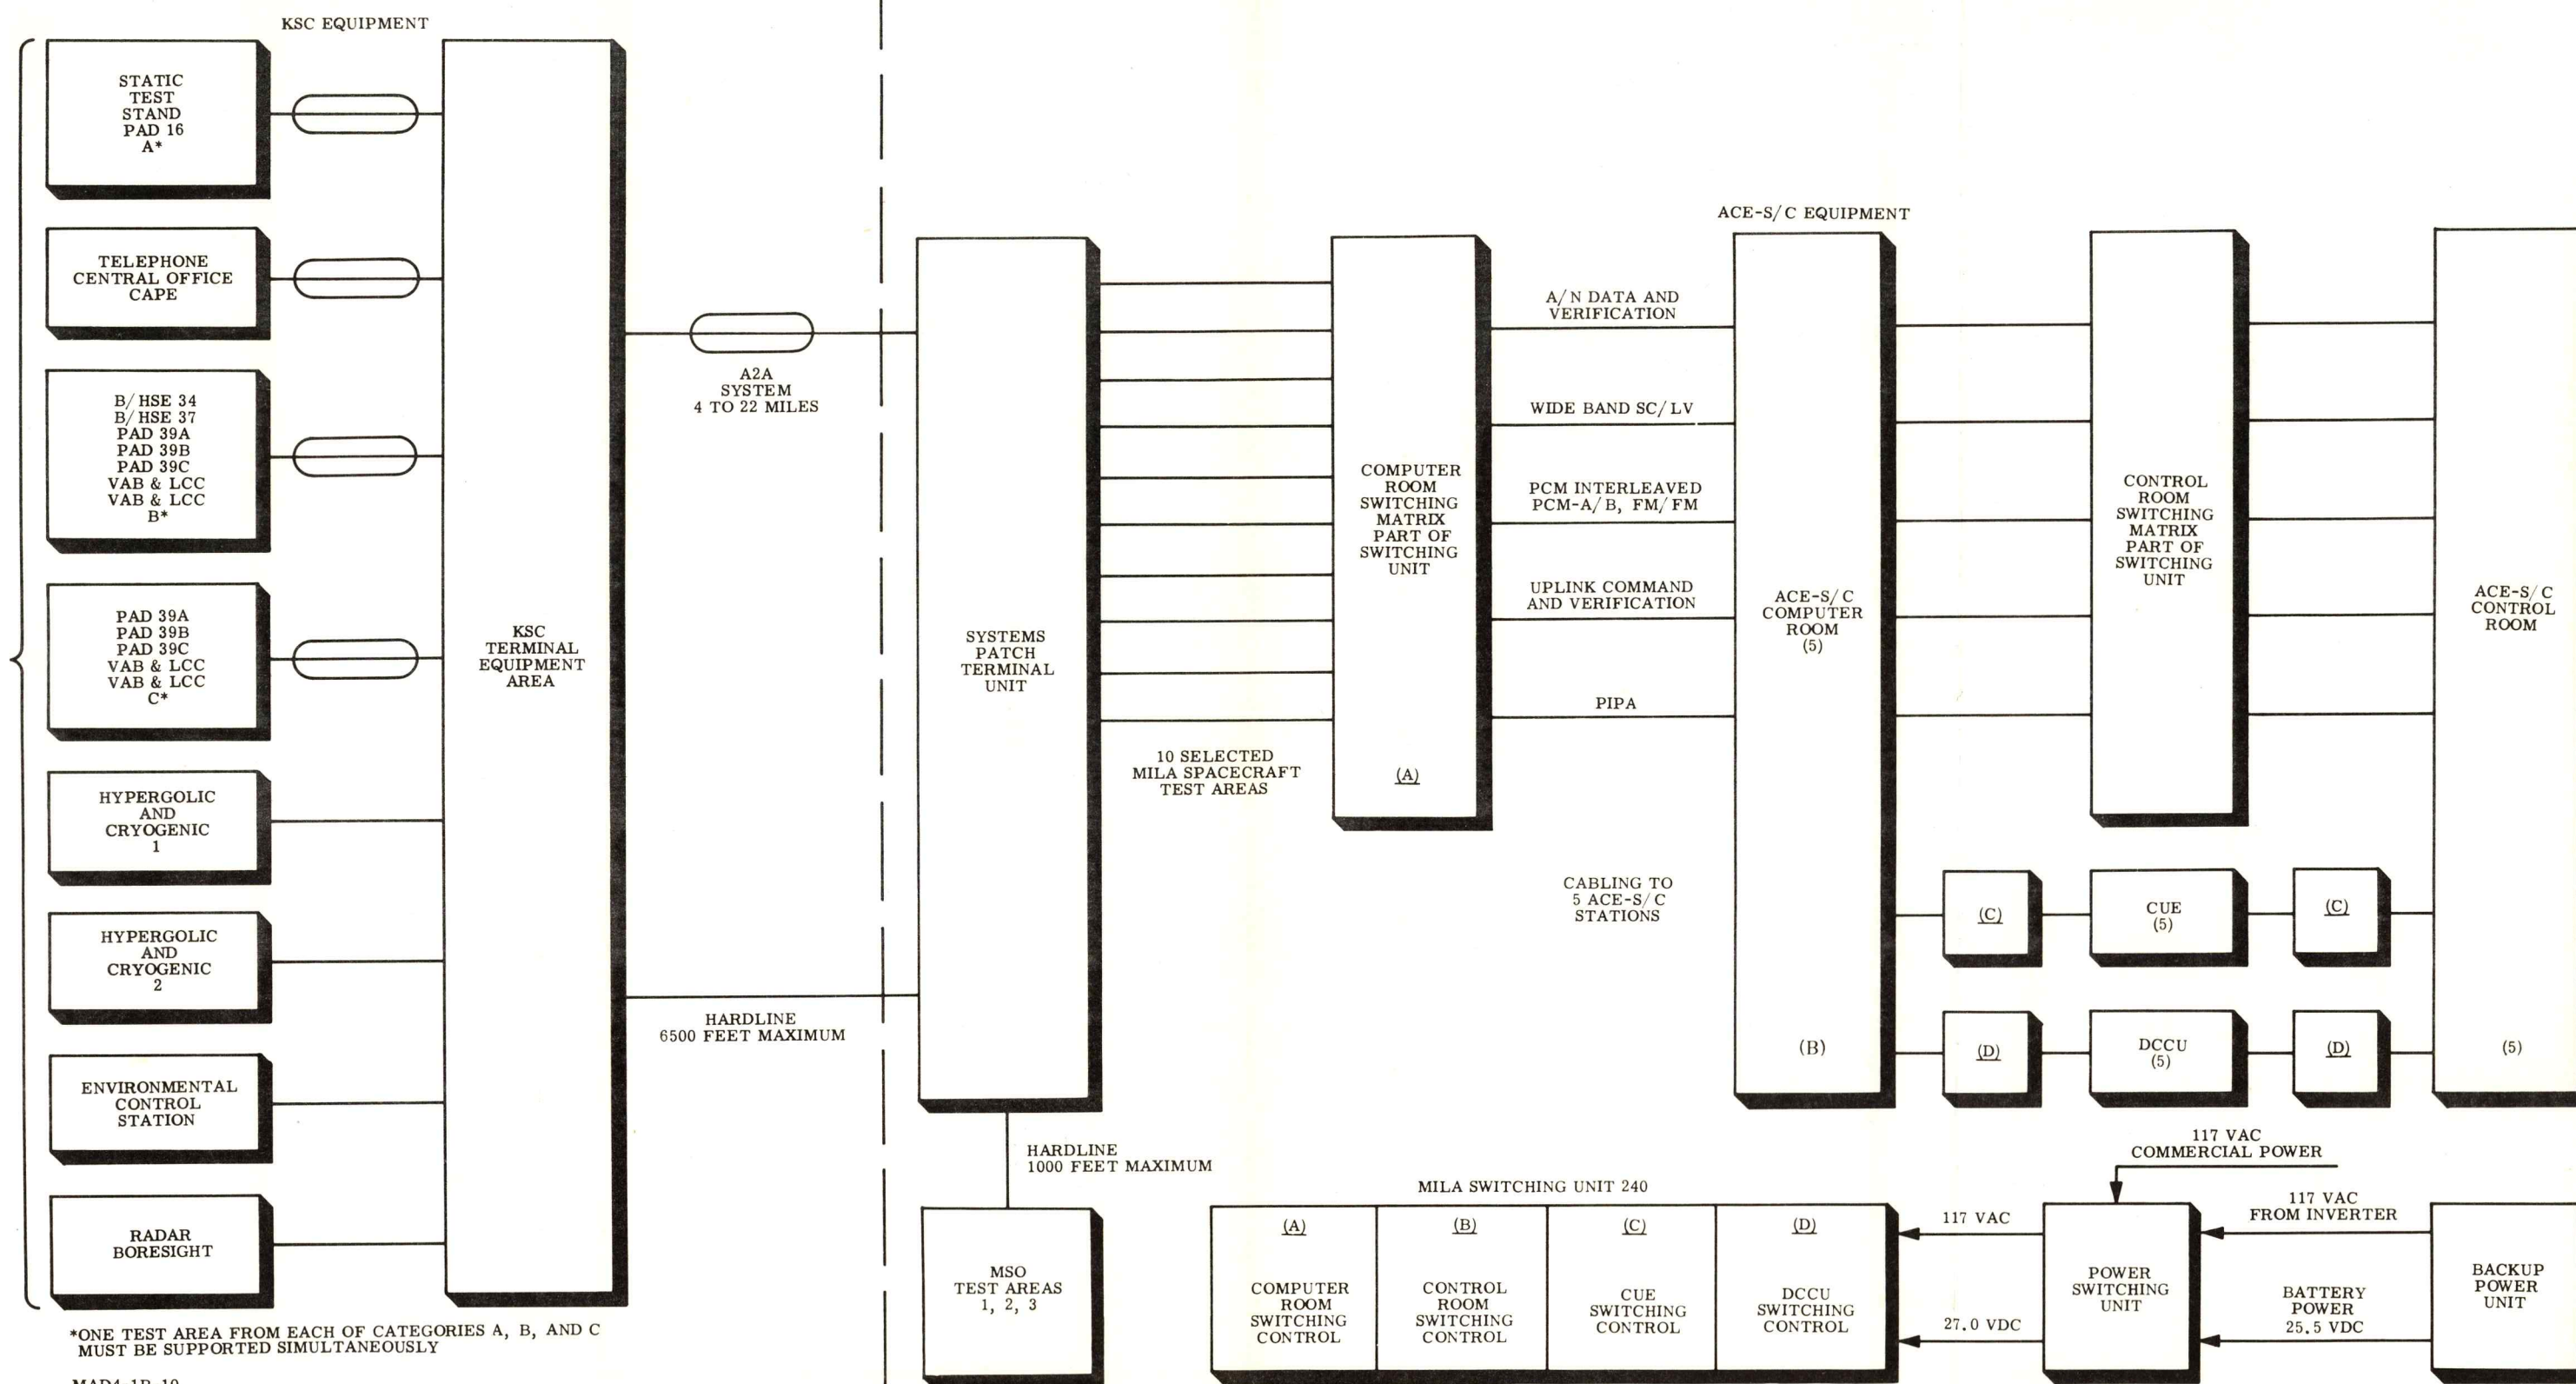 KSC EQUIPMENT
STATIC
TEST
STAND
PAD 16
A*
TELEPHONE
CENTRAL OFFICE
CAPE
B/HSE 34
B/HSE 37
PAD 39A
PAD 39B
PAD 39C
VAB & LCC
VAB & LCC
B*
PAD 39A
PAD 39B
PAD 39C
VAB & LCC
VAB & LCC
C*
HYPERGOLIC
AND
CRYOGENIC
1
HYPERGOLIC
AND
CRYOGENIC
2
ENVIRONMENTAL
CONTROL
STATION
RADAR
BORESIGHT
*ONE TEST AREA FROM EACH OF CATEGORIES A, B, AND C
MUST BE SUPPORTED SIMULTANEOUSLY
MAD4-1B-10
KSC
TERMINAL
EQUIPMENT
AREA
A2A
SYSTEM
4 TO 22 MILES
HARDLINE
6500 FEET MAXIMUM
ACE-S/C EQUIPMENT
SYSTEMS
PATCH
TERMINAL
UNIT
HARDLINE
1000 FEET MAXIMUM
MSO
TEST AREAS
1, 2, 3
10 SELECTED
MILA SPACECRAFT
TEST AREAS
COMPUTER
ROOM
SWITCHING
MATRIX
PART OF
SWITCHING
UNIT
(A)
A/N DATA AND
VERIFICATION
WIDE BAND SC/LV
PCM INTERLEAVED
PCM-A/B, FM/FM
UPLINK COMMAND
AND VERIFICATION
PIPA
CABLING TO
5 ACE-S/C
STATIONS
ACE-S/C
COMPUTER
ROOM
(5)
(B)
CONTROL
ROOM
SWITCHING
MATRIX
PART OF
SWITCHING
UNIT
(C)
CUE
(5)
(C)
(D)
DCCU
(5)
(D)
ACE-S/C
CONTROL
ROOM
(5)
MILA SWITCHING UNIT 240
(A)
COMPUTER
ROOM
SWITCHING
CONTROL
(B)
CONTROL
ROOM
SWITCHING
CONTROL
(C)
CUE
SWITCHING
CONTROL
(D)
DCCU
SWITCHING
CONTROL
117 VAC
27.0 VDC
117 VAC
COMMERCIAL POWER
POWER
SWITCHING
UNIT
117 VAC
FROM INVERTER
BATTERY
POWER
25.5 VDC
BACKUP
POWER
UNIT